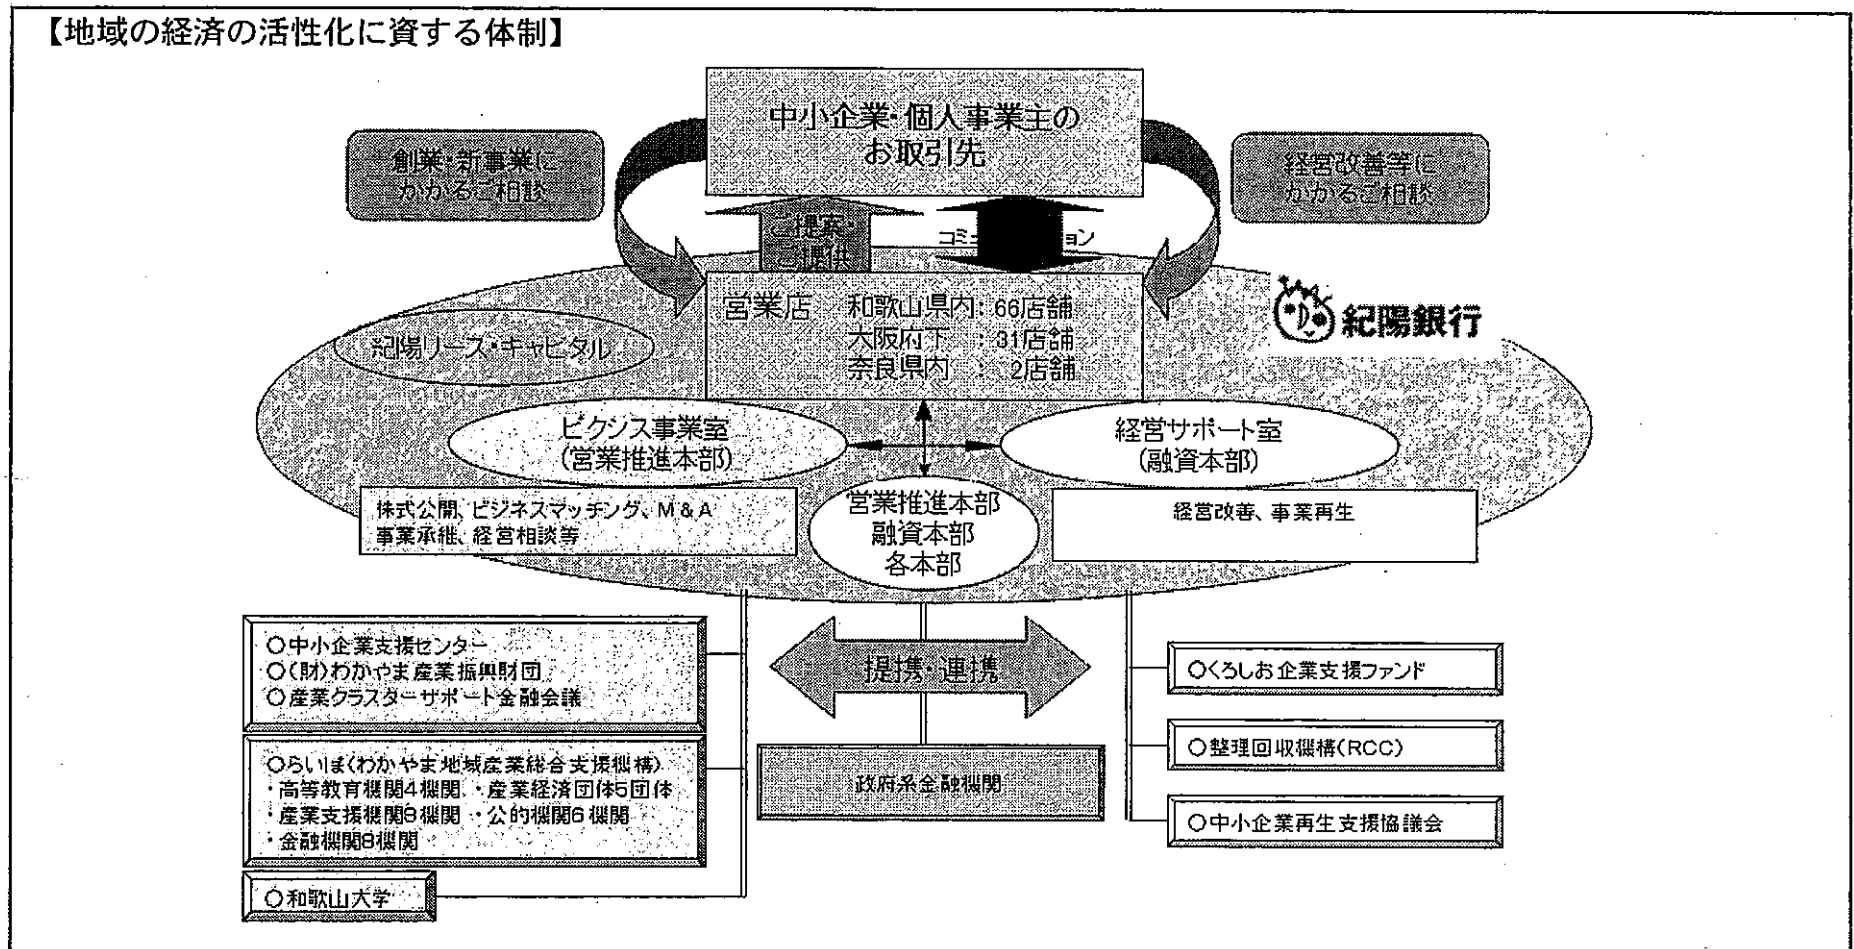 【地域の経済の活性化に資する体制】
中小企業・個人事業主の
お取引先
創業・新事業に
かかるご相談
経営改善等に
かかるご相談
ご提案・
ご提供
コミュ
ョン
営業店
和歌山県内:66店舗
大阪府下 :31店舗
奈良県内 : 2店舗
紀陽銀行
紀陽リース・キャピタル
ビクシス事業室
(営業推進本部)
経営サポート室
(融資本部)
株式公開、ビジネスマッチング、M&A
事業承継、経営相談等
営業推進本部
融資本部
各本部
経営改善、事業再生
○中小企業支援センター
○(財)わかやま産業振興財団
○産業クラスターサポート金融会議
提携・連携
○くろしお企業支援ファンド
○らいぽ(わかやま地域産業総合支援機構)
・高等教育機関4機関 ・産業経済団体5団体
・産業支援機関9機関 ・公的機関6機関
・金融機関8機関
政府系金融機関
○整理回収機構(RCC)
○中小企業再生支援協議会
○和歌山大学